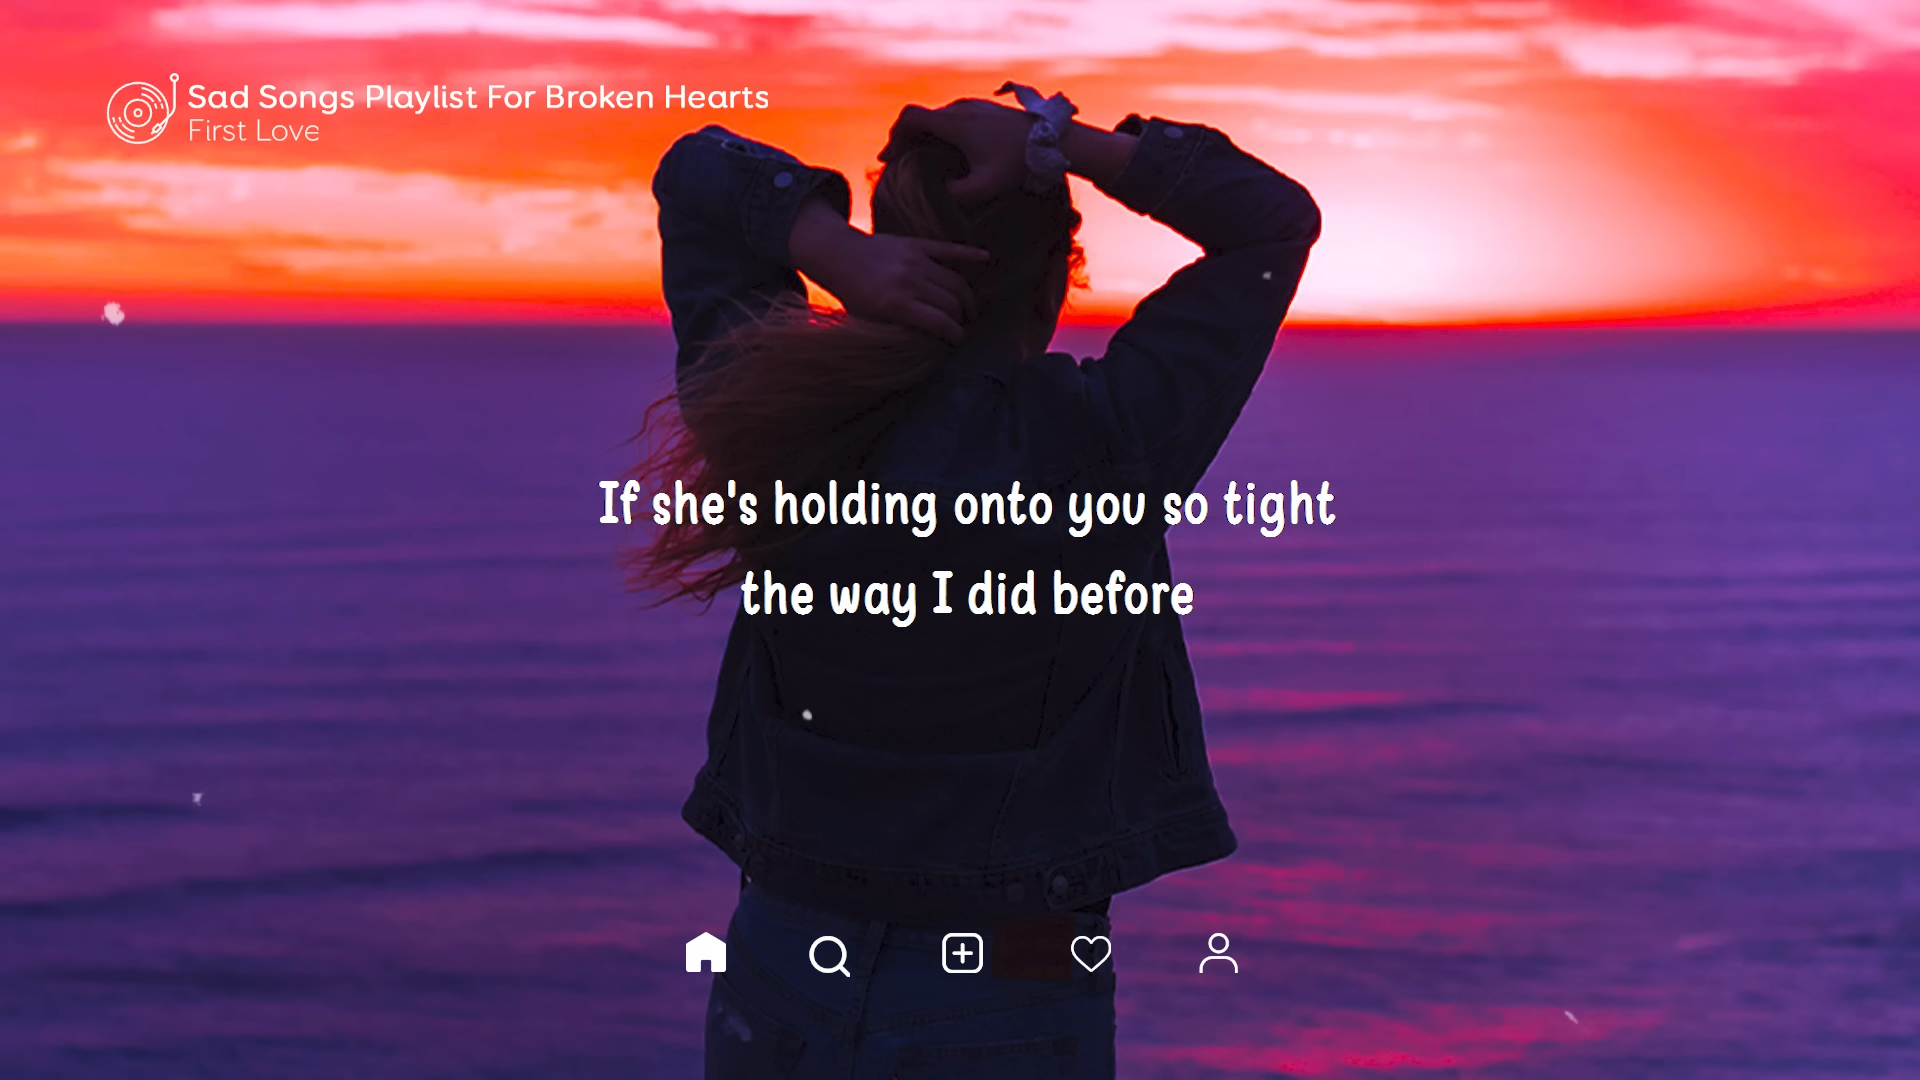 Sad Songs Playlist For Broken Hearts
First Love
If she's holding onto you so tight
the way I did before